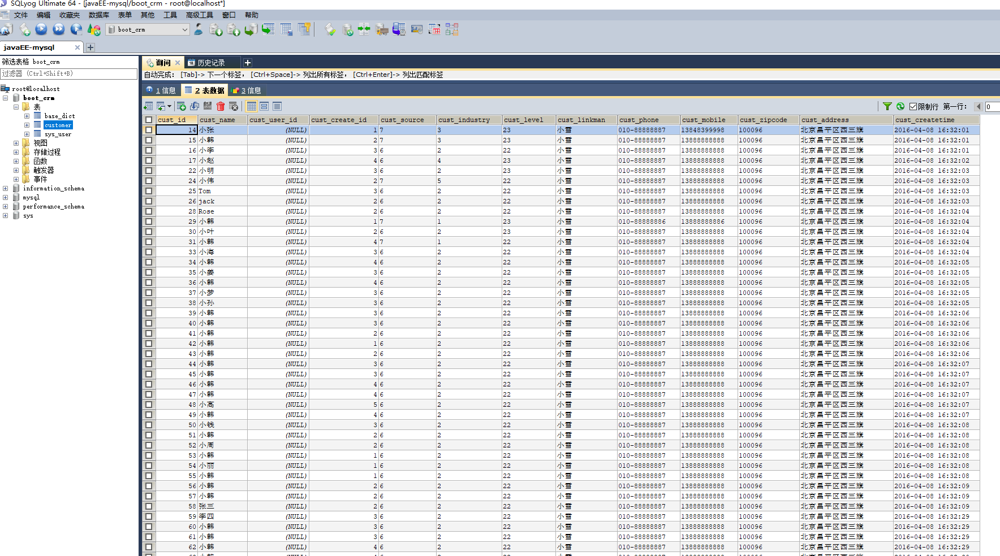 SQLyog Ultimate 64 - [javaEE-mysql/boot_crm - root@localhost*]
文件 编辑 收藏夹 数据库 表单 其他 工具 高级工具 窗口 帮助
boot_crm
javaEE-mysql
筛选表格 boot_crm
过滤器 (Ctrl+Shift+B)
root@localhost
boot_crm
表
base_dict
customer
sys_user
视图
存储过程
函数
触发器
事件
information_schema
mysql
performance_schema
sys
询问 历史记录
自动完成: [Tab]-> 下一个标签, [Ctrl+Space]-> 列出所有标签, [Ctrl+Enter]-> 列出匹配标签
1 信息 2 表数据 3 信息
限制行 第一行: 0
cust_id cust_name cust_user_id cust_create_id cust_source cust_industry cust_level cust_linkman cust_phone cust_mobile cust_zipcode cust_address cust_createtime
14 小张 (NULL) 1 7 3 23 小雪 010-88888887 13848399998 100096 北京昌平区西三旗 2016-04-08 16:32:01
15 小韩 (NULL) 2 7 3 23 小雪 010-88888887 13888888888 100096 北京昌平区西三旗 2016-04-08 16:32:01
16 小李 (NULL) 3 6 2 22 小雪 010-88888887 13888888888 100096 北京昌平区西三旗 2016-04-08 16:32:01
17 小赵 (NULL) 4 6 4 23 小雪 010-88888887 13888888888 100096 北京昌平区西三旗 2016-04-08 16:32:02
22 小明 (NULL) 3 6 2 23 小雪 010-88888887 13888888888 100096 北京昌平区西三旗 2016-04-08 16:32:03
24 小伟 (NULL) 2 7 5 22 小雪 010-88888887 13888888888 100096 北京昌平区西三旗 2016-04-08 16:32:03
25 Tom (NULL) 3 6 2 22 小雪 010-88888887 13888888888 100096 北京昌平区西三旗 2016-04-08 16:32:03
26 jack (NULL) 2 6 2 22 小雪 010-88888887 13888888888 100096 北京昌平区西三旗 2016-04-08 16:32:03
28 Rose (NULL) 2 6 2 22 小雪 010-88888887 13888888888 100096 北京昌平区西三旗 2016-04-08 16:32:04
29 小韩 (NULL) 1 7 1 23 小雪 010-88888886 13888888886 100096 北京昌平区西三旗 2016-04-08 16:32:04
30 小叶 (NULL) 2 6 2 23 小雪 010-88888887 13888888888 100096 北京昌平区西三旗 2016-04-08 16:32:04
31 小韩 (NULL) 4 7 1 22 小雪 010-88888887 13888888888 100096 北京昌平区西三旗 2016-04-08 16:32:04
33 小海 (NULL) 3 6 2 22 小雪 010-88888887 13888888888 100096 北京昌平区西三旗 2016-04-08 16:32:04
34 小韩 (NULL) 4 6 2 22 小雪 010-88888887 13888888888 100096 北京昌平区西三旗 2016-04-08 16:32:05
35 小姜 (NULL) 3 6 2 22 小雪 010-88888887 13888888888 100096 北京昌平区西三旗 2016-04-08 16:32:05
36 小韩 (NULL) 4 6 2 22 小雪 010-88888887 13888888888 100096 北京昌平区西三旗 2016-04-08 16:32:05
37 小梦 (NULL) 3 6 2 22 小雪 010-88888887 13888888888 100096 北京昌平区西三旗 2016-04-08 16:32:05
38 小孙 (NULL) 3 6 2 22 小雪 010-88888887 13888888888 100096 北京昌平区西三旗 2016-04-08 16:32:05
39 小韩 (NULL) 3 6 2 22 小雪 010-88888887 13888888888 100096 北京昌平区西三旗 2016-04-08 16:32:06
40 小韩 (NULL) 3 6 2 22 小雪 010-88888887 13888888888 100096 北京昌平区西三旗 2016-04-08 16:32:06
41 小韩 (NULL) 2 6 2 22 小雪 010-88888887 13888888888 100096 北京昌平区西三旗 2016-04-08 16:32:06
42 小韩 (NULL) 1 6 2 22 小雪 010-88888887 13888888888 100096 北京昌平区西三旗 2016-04-08 16:32:06
43 小韩 (NULL) 2 6 2 22 小雪 010-88888887 13888888888 100096 北京昌平区西三旗 2016-04-08 16:32:06
44 小韩 (NULL) 3 6 2 22 小雪 010-88888887 13888888888 100096 北京昌平区西三旗 2016-04-08 16:32:07
45 小韩 (NULL) 3 6 2 22 小雪 010-88888887 13888888888 100096 北京昌平区西三旗 2016-04-08 16:32:07
46 小韩 (NULL) 4 6 2 22 小雪 010-88888887 13888888888 100096 北京昌平区西三旗 2016-04-08 16:32:07
47 小韩 (NULL) 4 6 2 22 小雪 010-88888887 13888888888 100096 北京昌平区西三旗 2016-04-08 16:32:07
48 小高 (NULL) 5 6 2 22 小雪 010-88888887 13888888888 100096 北京昌平区西三旗 2016-04-08 16:32:07
49 小韩 (NULL) 4 6 2 22 小雪 010-88888887 13888888888 100096 北京昌平区西三旗 2016-04-08 16:32:07
50 小钱 (NULL) 3 6 2 22 小雪 010-88888887 13888888888 100096 北京昌平区西三旗 2016-04-08 16:32:08
51 小韩 (NULL) 2 6 2 22 小雪 010-88888887 13888888888 100096 北京昌平区西三旗 2016-04-08 16:32:08
52 小周 (NULL) 2 6 2 22 小雪 010-88888887 13888888888 100096 北京昌平区西三旗 2016-04-08 16:32:08
53 小韩 (NULL) 1 6 2 22 小雪 010-88888887 13888888888 100096 北京昌平区西三旗 2016-04-08 16:32:08
54 小丽 (NULL) 1 6 2 22 小雪 010-88888887 13888888888 100096 北京昌平区西三旗 2016-04-08 16:32:08
55 小韩 (NULL) 1 6 2 22 小雪 010-88888887 13888888888 100096 北京昌平区西三旗 2016-04-08 16:32:08
56 小韩 (NULL) 2 6 2 22 小雪 010-88888887 13888888888 100096 北京昌平区西三旗 2016-04-08 16:32:09
57 小韩 (NULL) 2 6 2 22 小雪 010-88888887 13888888888 100096 北京昌平区西三旗 2016-04-08 16:32:09
58 张三 (NULL) 2 6 2 22 小雪 010-88888887 13888888888 100096 北京昌平区西三旗 2016-04-08 16:32:09
59 李四 (NULL) 3 6 2 22 小雪 010-88888887 13888888888 100096 北京昌平区西三旗 2016-04-08 16:32:29
60 小韩 (NULL) 3 6 2 22 小雪 010-88888887 13888888888 100096 北京昌平区西三旗 2016-04-08 16:32:29
61 小韩 (NULL) 3 6 2 22 小雪 010-88888887 13888888888 100096 北京昌平区西三旗 2016-04-08 16:32:29
62 小韩 (NULL) 4 6 2 22 小雪 010-88888887 13888888888 100096 北京昌平区西三旗 2016-04-08 16:32:29